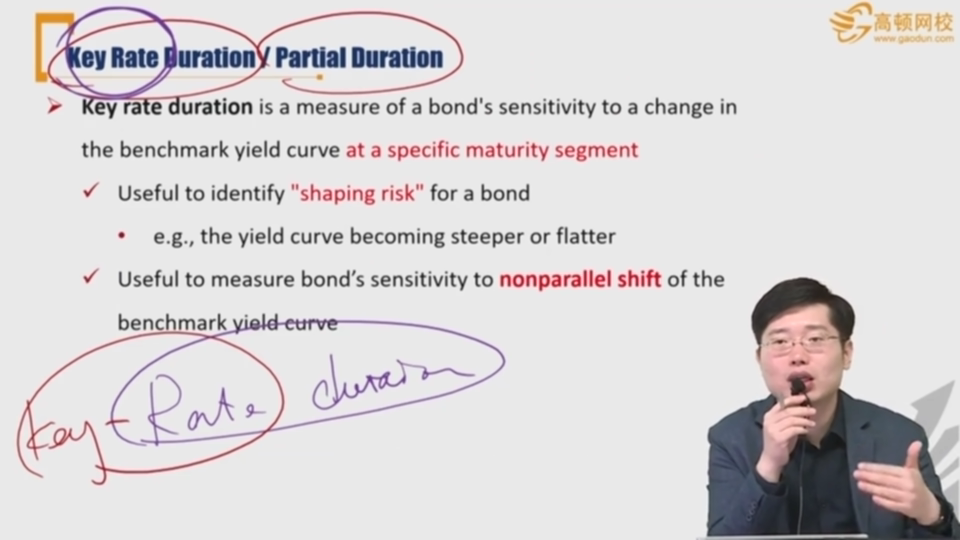 高顿网校
www.gaodun.com
Key Rate Duration / Partial Duration
Key rate duration is a measure of a bond's sensitivity to a change in
the benchmark yield curve at a specific maturity segment
Useful to identify "shaping risk" for a bond
e.g., the yield curve becoming steeper or flatter
Useful to measure bond's sensitivity to nonparallel shift of the
benchmark yield curve
Key-Rate duration